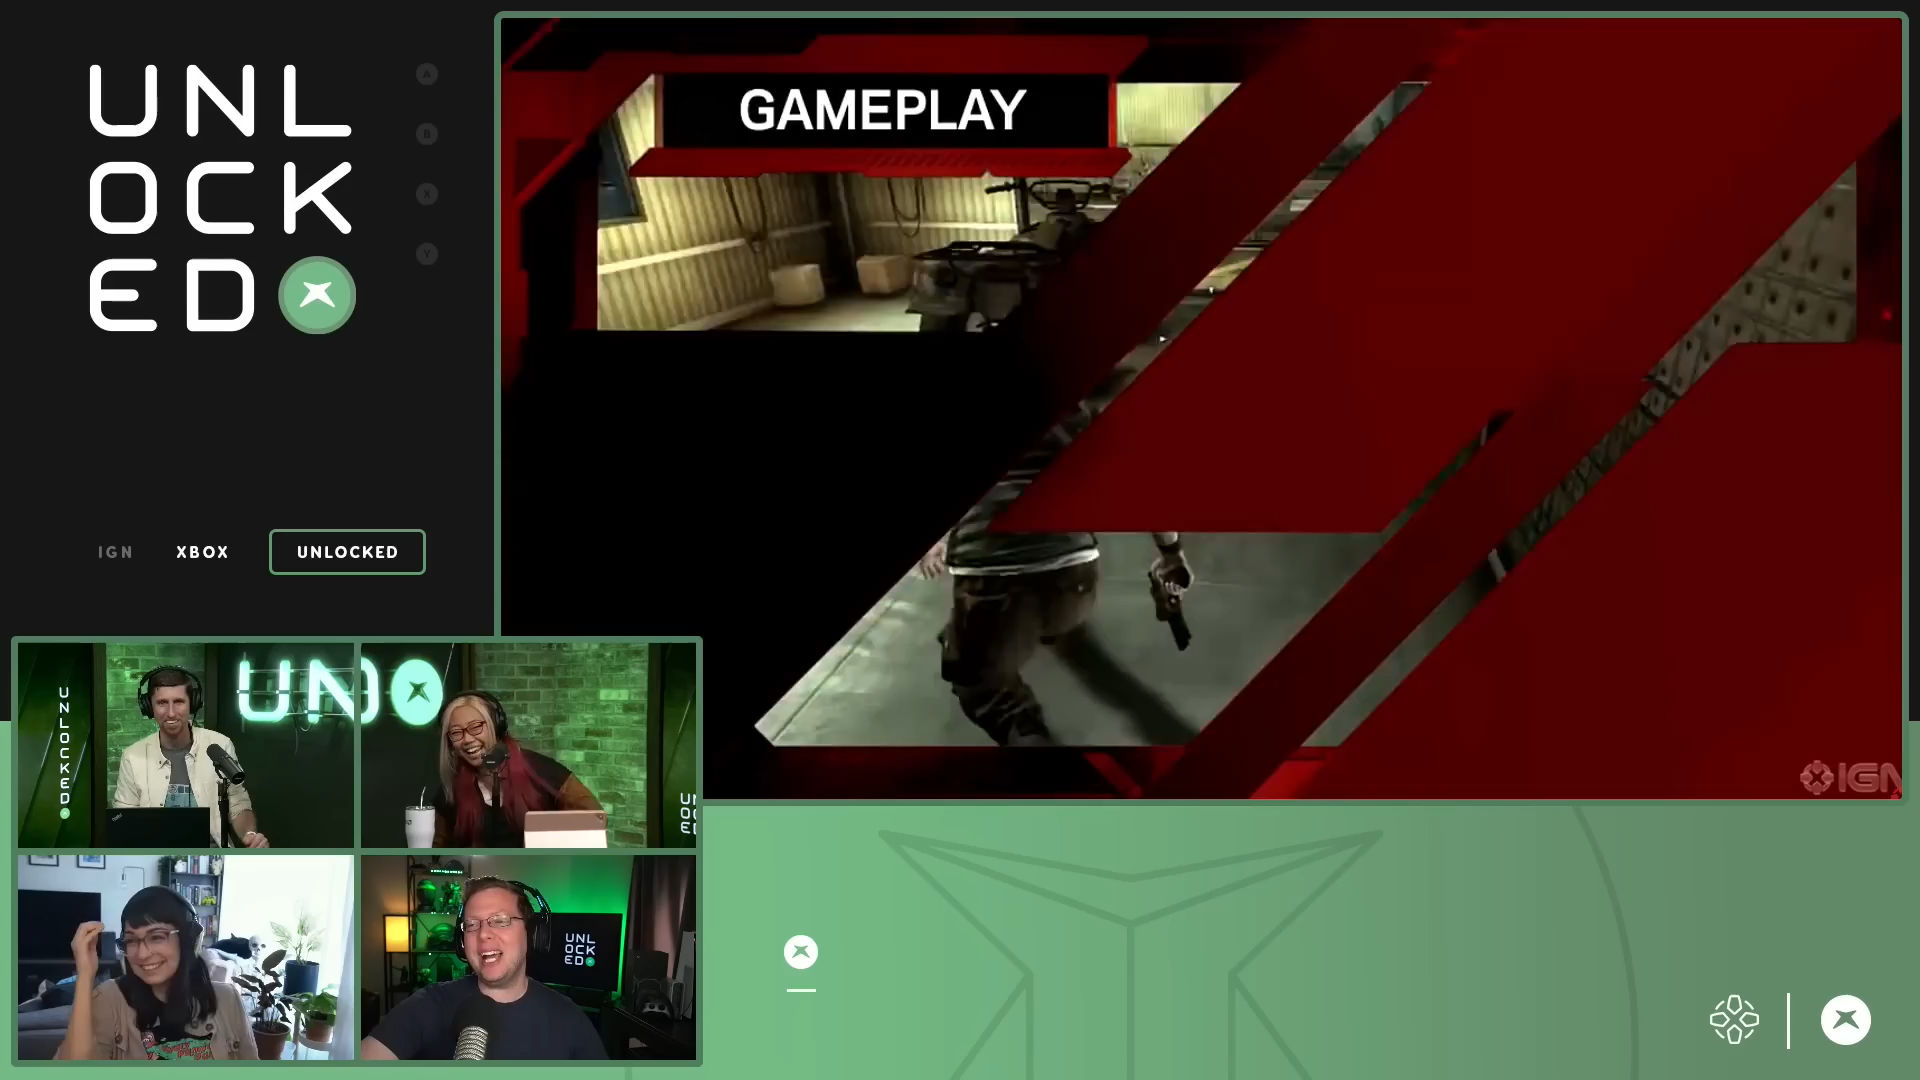 UNL
OCK
ED
A
B
X
Y
GAMEPLAY
IGN XBOX UNLOCKED
IGN
UNLOCKED
UN
UNL
OCK
ED